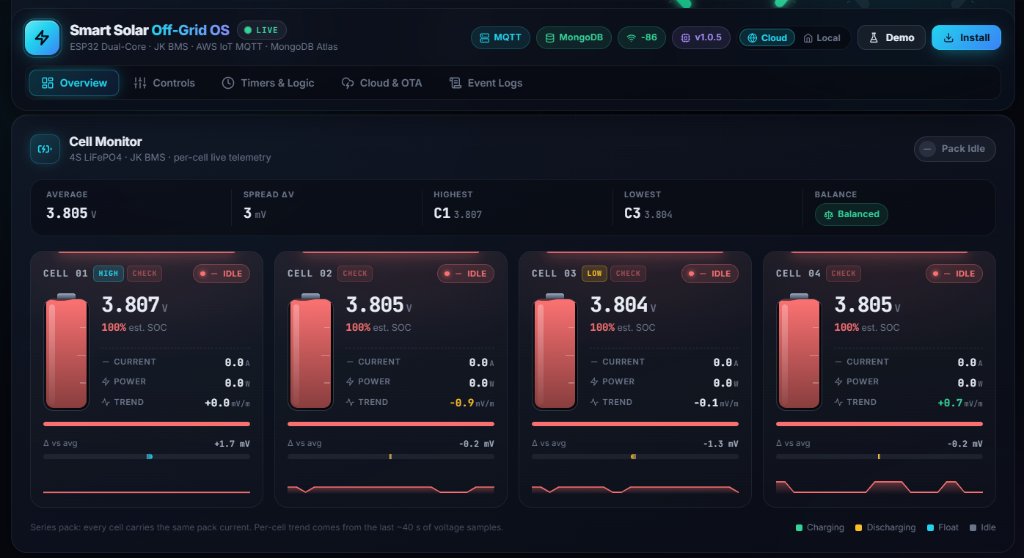 Smart Solar Off-Grid OS LIVE
ESP32 Dual-Core · JK BMS · AWS IoT MQTT · MongoDB Atlas
MQTT MongoDB -86 v1.0.5 Cloud Local Demo Install
Overview Controls Timers & Logic Cloud & OTA Event Logs
Cell Monitor
4S LiFePO4 · JK BMS · per-cell live telemetry
— Pack Idle
AVERAGE SPREAD ΔV HIGHEST LOWEST BALANCE
3.805 V 3 mV C1 3.807 C3 3.804 Balanced
CELL 01 HIGH CHECK — IDLE
3.807 V
100% est. SOC
CURRENT 0.0 A
POWER 0.0 W
TREND +0.0 mV/m
Δ vs avg +1.7 mV
CELL 02 CHECK — IDLE
3.805 V
100% est. SOC
CURRENT 0.0 A
POWER 0.0 W
TREND -0.9 mV/m
Δ vs avg -0.2 mV
CELL 03 LOW CHECK — IDLE
3.804 V
100% est. SOC
CURRENT 0.0 A
POWER 0.0 W
TREND -0.1 mV/m
Δ vs avg -1.3 mV
CELL 04 CHECK — IDLE
3.805 V
100% est. SOC
CURRENT 0.0 A
POWER 0.0 W
TREND +0.7 mV/m
Δ vs avg -0.2 mV
Series pack: every cell carries the same pack current. Per-cell trend comes from the last ~40 s of voltage samples.
Charging Discharging Float Idle